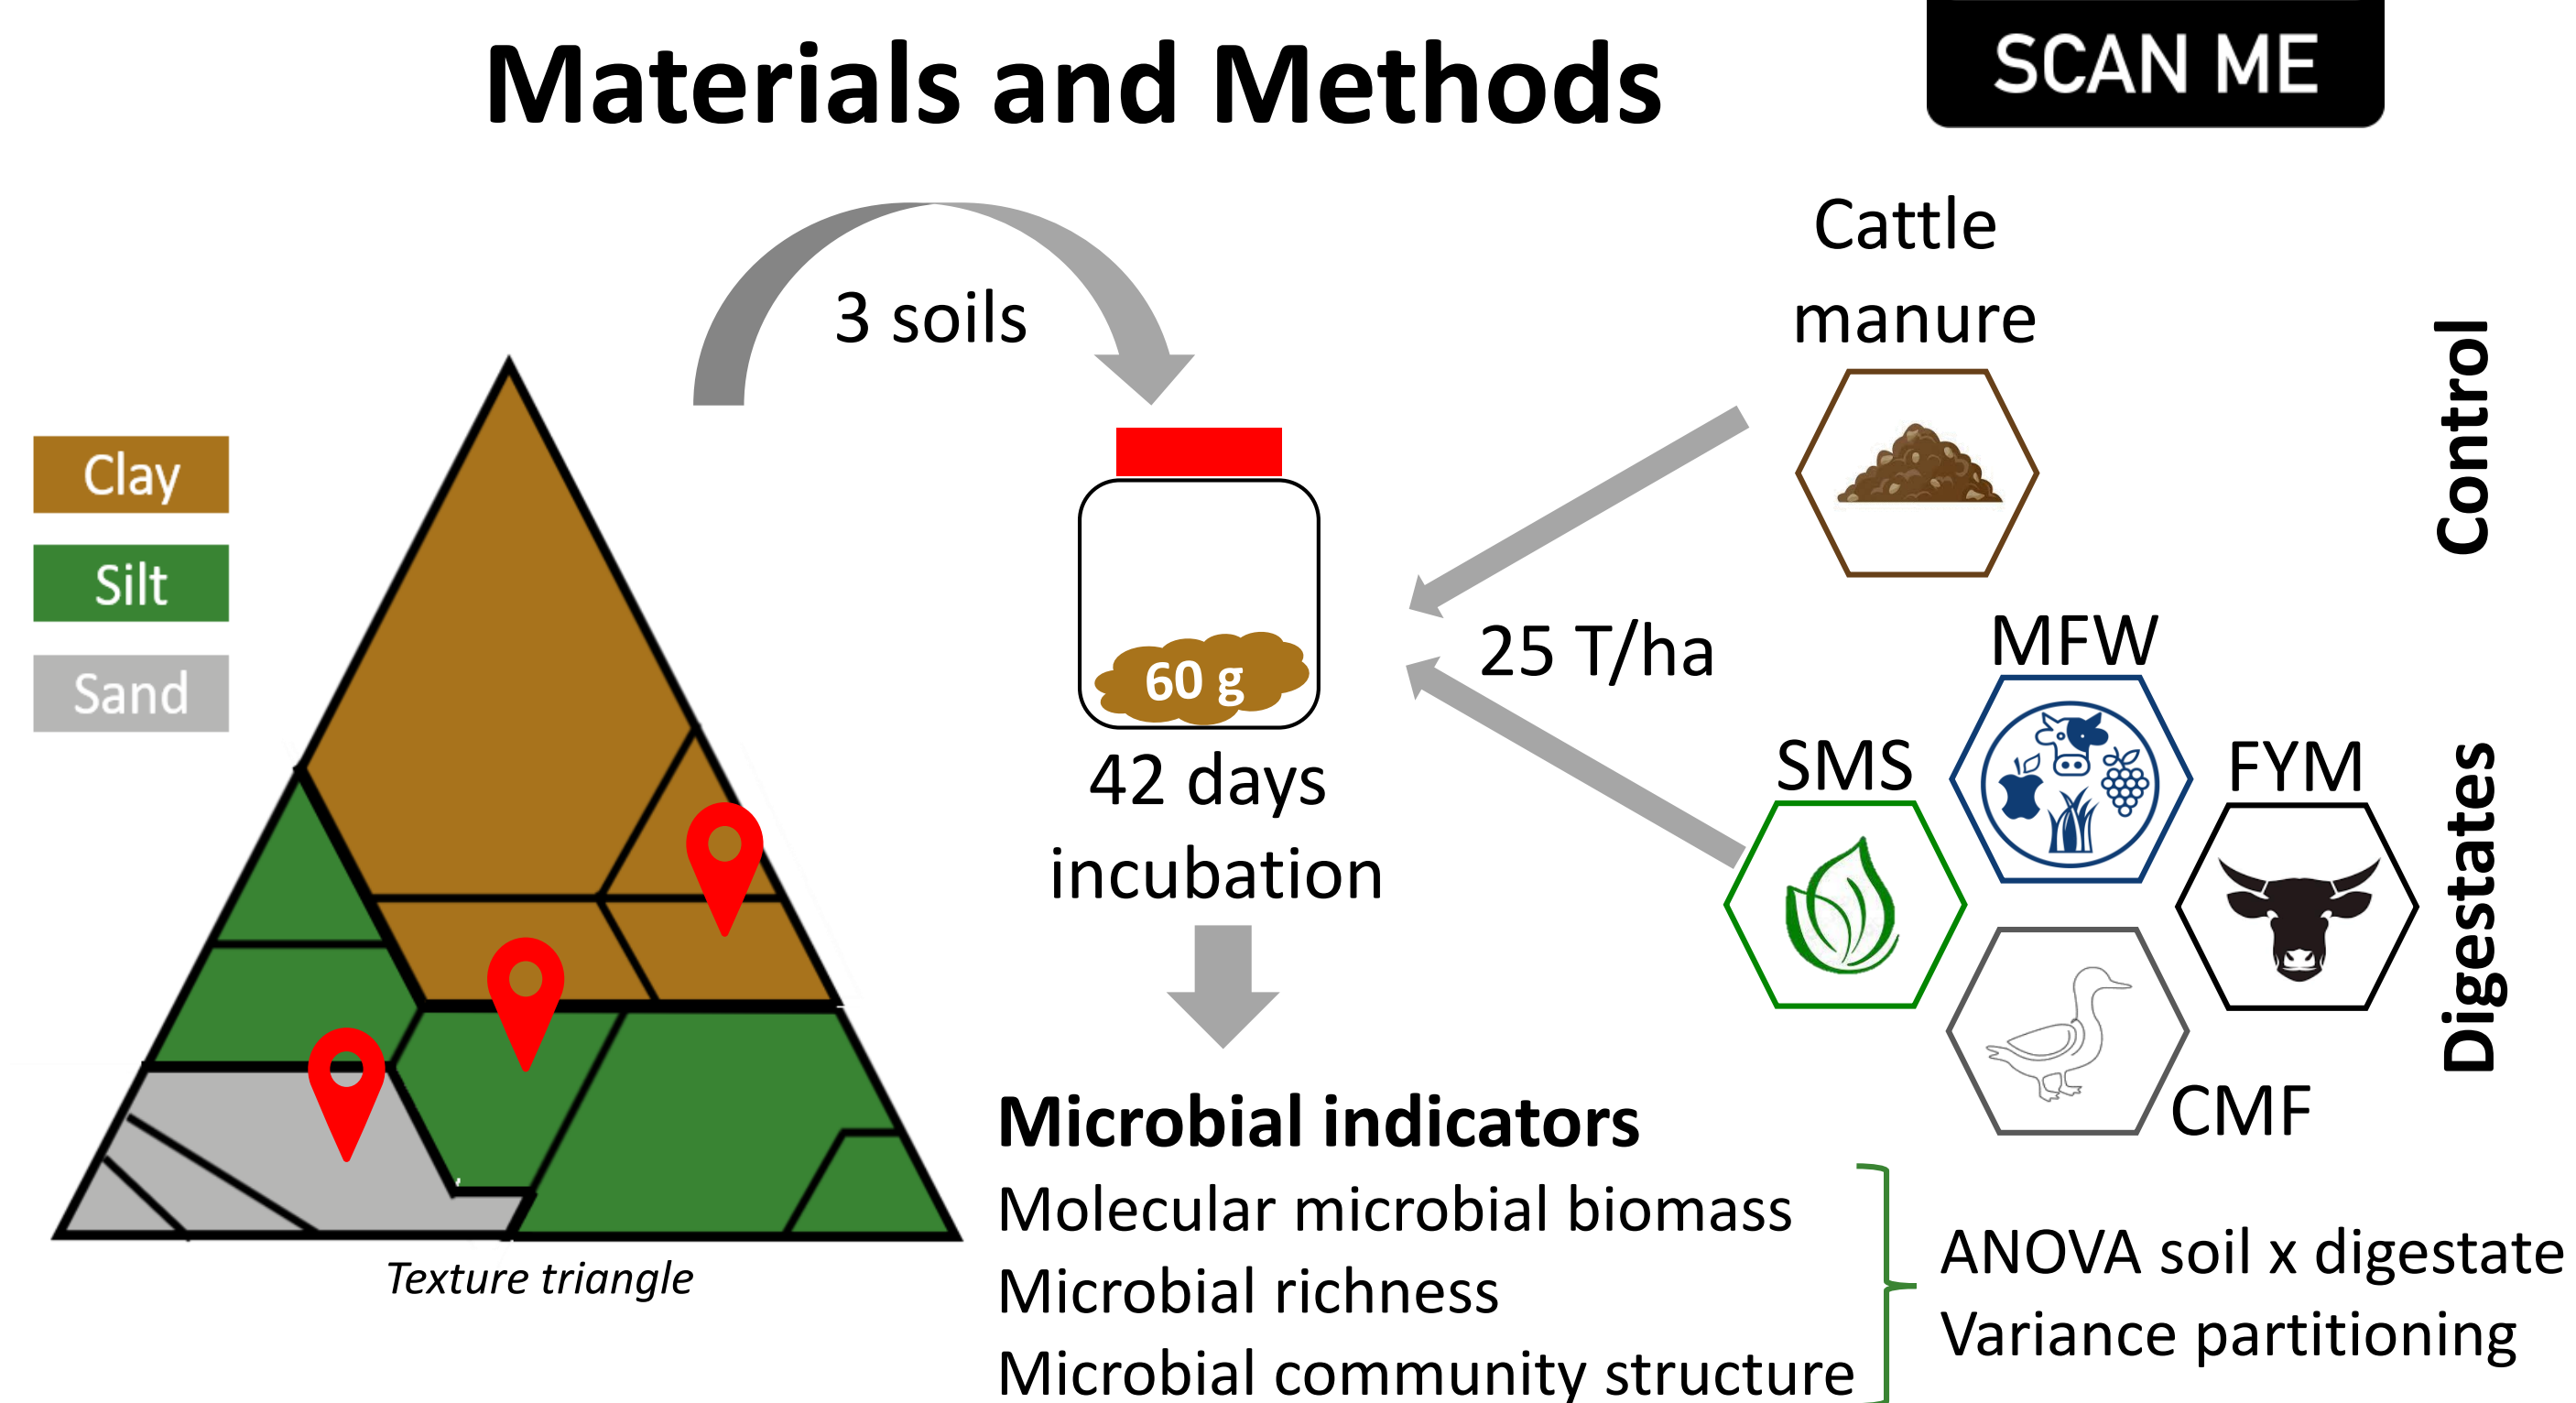 Materials and Methods
SCAN ME
3 soils
Cattle
manure
Control
Clay
Silt
Sand
60 g
25 T/ha
42 days
incubation
MFW
SMS
FYM
CMF
Digestates
Texture triangle
Microbial indicators
Molecular microbial biomass
Microbial richness
Microbial community structure
ANOVA soil x digestate
Variance partitioning